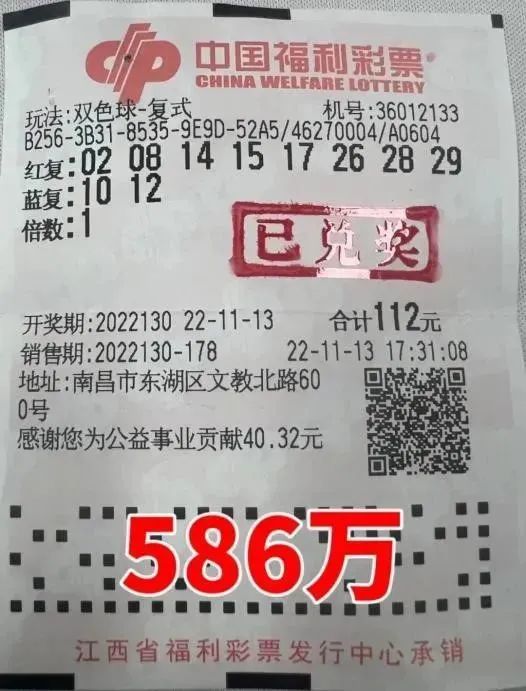 中国福利彩票
CHINA WELFARE LOTTERY
玩法:双色球-复式 机号:36012133
B256-3B31-8535-9E9D-52A5/46270004/A0604
红复:02 08 14 15 17 26 28 29
蓝复:10 12
倍数:1
已兑奖
开奖期:2022130 22-11-13 合计112元
销售期:2022130-178 22-11-13 17:31:08
地址:南昌市东湖区文教北路60
0号
感谢您为公益事业贡献40.32元
586万
江西省福利彩票发行中心承销